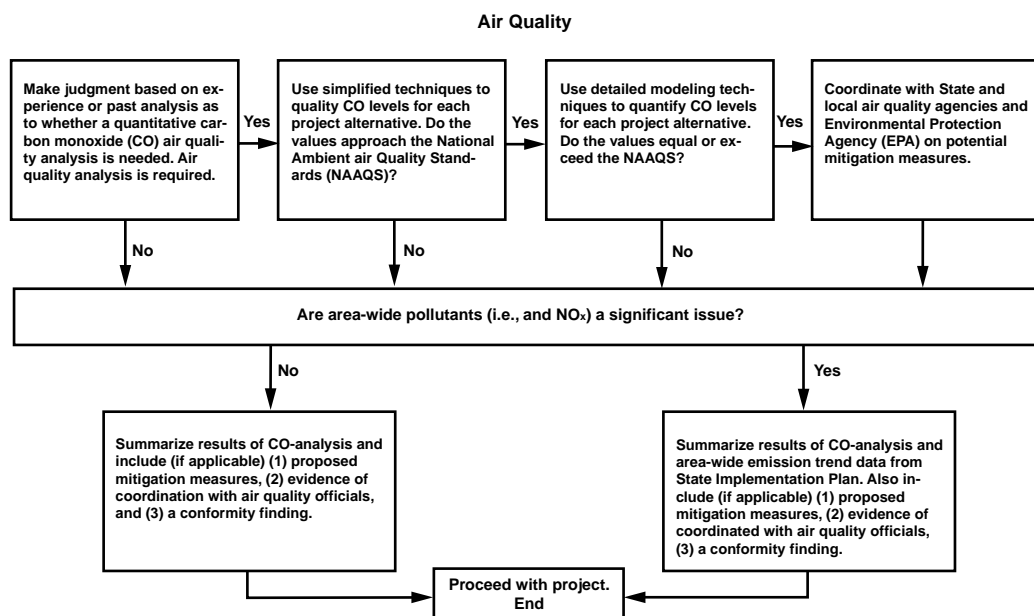 Air Quality
Make judgment based on ex-
perience or past analysis as
to whether a quantitative car-
bon monoxide (CO) air qual-
ity analysis is needed. Air
quality analysis is required.
Yes
Use simplified techniques to
quality CO levels for each
project alternative. Do the
values approach the National
Ambient air Quality Stan-
dards (NAAQS)?
Yes
Use detailed modeling tech-
niques to quantify CO levels
for each project alternative.
Do the values equal or ex-
ceed the NAAQS?
Yes
Coordinate with State and
local air quality agencies and
Environmental Protection
Agency (EPA) on potential
mitigation measures.
No
No
No
Are area-wide pollutants (i.e., and NOx) a significant issue?
No
Yes
Summarize results of CO-analysis and
include (if applicable) (1) proposed
mitigation measures, (2) evidence of
coordination with air quality officials,
and (3) a conformity finding.
Summarize results of CO-analysis and
area-wide emission trend data from
State Implementation Plan. Also in-
clude (if applicable) (1) proposed
mitigation measures, (2) evidence of
coordinated with air quality officials,
(3) a conformity finding.
Proceed with project.
End